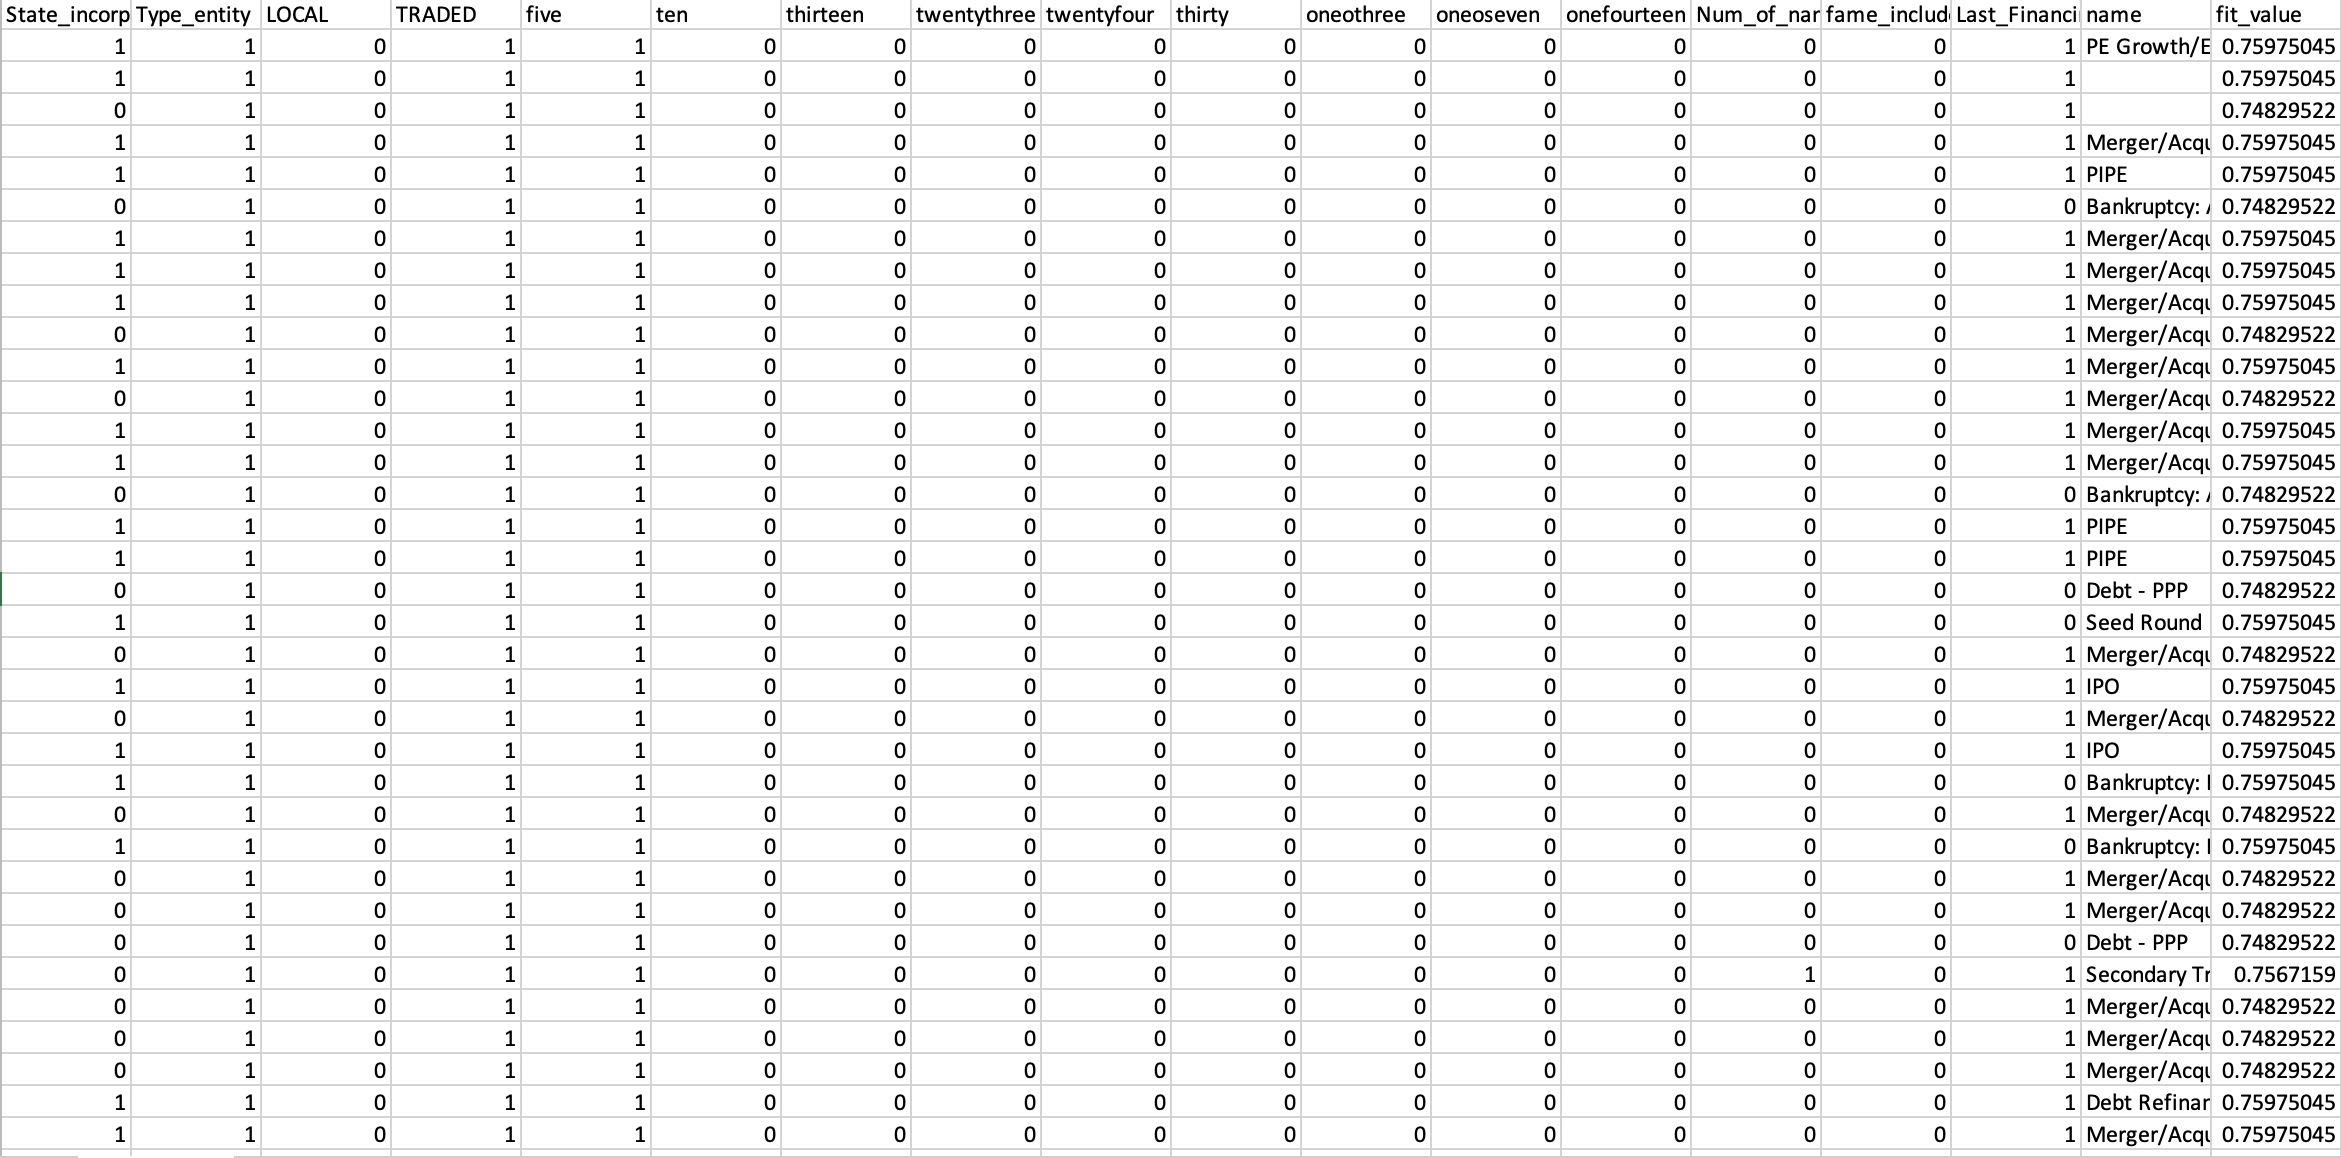 State_incorp Type_entity LOCAL TRADED five ten thirteen twentythree twentyfour thirty oneothree oneoseven onefourteen Num_of_nar fame_includ Last_Financi name fit_value
1 1 0 1 1 0 0 0 0 0 0 0 0 0 0 1 PE Growth/E 0.75975045
1 1 0 1 1 0 0 0 0 0 0 0 0 0 0 1 0.75975045
0 1 0 1 1 0 0 0 0 0 0 0 0 0 0 1 0.74829522
1 1 0 1 1 0 0 0 0 0 0 0 0 0 0 1 Merger/Acqu 0.75975045
1 1 0 1 1 0 0 0 0 0 0 0 0 0 0 1 PIPE 0.75975045
0 1 0 1 1 0 0 0 0 0 0 0 0 0 0 0 Bankruptcy: 0.74829522
1 1 0 1 1 0 0 0 0 0 0 0 0 0 0 1 Merger/Acqu 0.75975045
1 1 0 1 1 0 0 0 0 0 0 0 0 0 0 1 Merger/Acqu 0.75975045
1 1 0 1 1 0 0 0 0 0 0 0 0 0 0 1 Merger/Acqu 0.75975045
0 1 0 1 1 0 0 0 0 0 0 0 0 0 0 1 Merger/Acqu 0.74829522
1 1 0 1 1 0 0 0 0 0 0 0 0 0 0 1 Merger/Acqu 0.75975045
0 1 0 1 1 0 0 0 0 0 0 0 0 0 0 1 Merger/Acqu 0.74829522
1 1 0 1 1 0 0 0 0 0 0 0 0 0 0 1 Merger/Acqu 0.75975045
1 1 0 1 1 0 0 0 0 0 0 0 0 0 0 1 Merger/Acqu 0.75975045
0 1 0 1 1 0 0 0 0 0 0 0 0 0 0 0 Bankruptcy: 0.74829522
1 1 0 1 1 0 0 0 0 0 0 0 0 0 0 1 PIPE 0.75975045
1 1 0 1 1 0 0 0 0 0 0 0 0 0 0 1 PIPE 0.75975045
0 1 0 1 1 0 0 0 0 0 0 0 0 0 0 0 Debt - PPP 0.74829522
1 1 0 1 1 0 0 0 0 0 0 0 0 0 0 0 Seed Round 0.75975045
0 1 0 1 1 0 0 0 0 0 0 0 0 0 0 1 Merger/Acqu 0.74829522
1 1 0 1 1 0 0 0 0 0 0 0 0 0 0 1 IPO 0.75975045
0 1 0 1 1 0 0 0 0 0 0 0 0 0 0 1 Merger/Acqu 0.74829522
1 1 0 1 1 0 0 0 0 0 0 0 0 0 0 1 IPO 0.75975045
1 1 0 1 1 0 0 0 0 0 0 0 0 0 0 0 Bankruptcy: 0.75975045
0 1 0 1 1 0 0 0 0 0 0 0 0 0 0 1 Merger/Acqu 0.74829522
1 1 0 1 1 0 0 0 0 0 0 0 0 0 0 0 Bankruptcy: 0.75975045
0 1 0 1 1 0 0 0 0 0 0 0 0 0 0 1 Merger/Acqu 0.74829522
0 1 0 1 1 0 0 0 0 0 0 0 0 0 0 1 Merger/Acqu 0.74829522
0 1 0 1 1 0 0 0 0 0 0 0 0 0 0 0 Debt - PPP 0.74829522
0 1 0 1 1 0 0 0 0 0 0 0 0 1 0 1 Secondary Tr 0.7567159
0 1 0 1 1 0 0 0 0 0 0 0 0 0 0 1 Merger/Acqu 0.74829522
0 1 0 1 1 0 0 0 0 0 0 0 0 0 0 1 Merger/Acqu 0.74829522
0 1 0 1 1 0 0 0 0 0 0 0 0 0 0 1 Merger/Acqu 0.74829522
1 1 0 1 1 0 0 0 0 0 0 0 0 0 0 1 Debt Refinar 0.75975045
1 1 0 1 1 0 0 0 0 0 0 0 0 0 0 1 Merger/Acqu 0.75975045